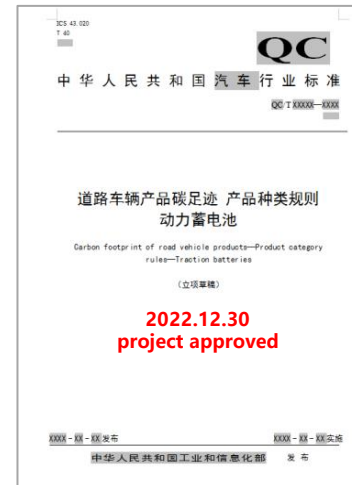 ICS 43.020
T 40
QC
中华人民共和国汽车行业标准
QC/T XXXXX—XXXX
道路车辆产品碳足迹 产品种类规则
动力蓄电池
Carbon footprint of road vehicle products—Product category
rules—Traction batteries
(立项草稿)
2022.12.30
project approved
XXXX-XX-XX发布
XXXX-XX-XX实施
中华人民共和国工业和信息化部 发布